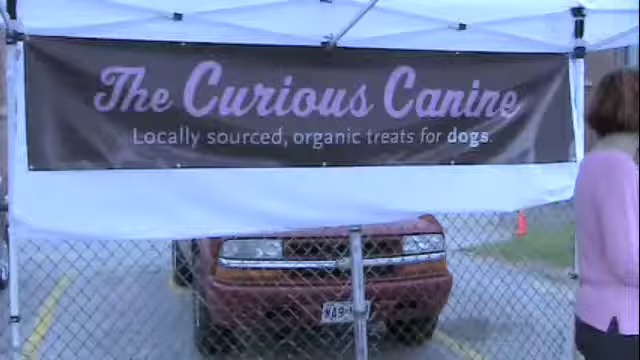 The Curious Canine
Locally sourced, organic treats for dogs.